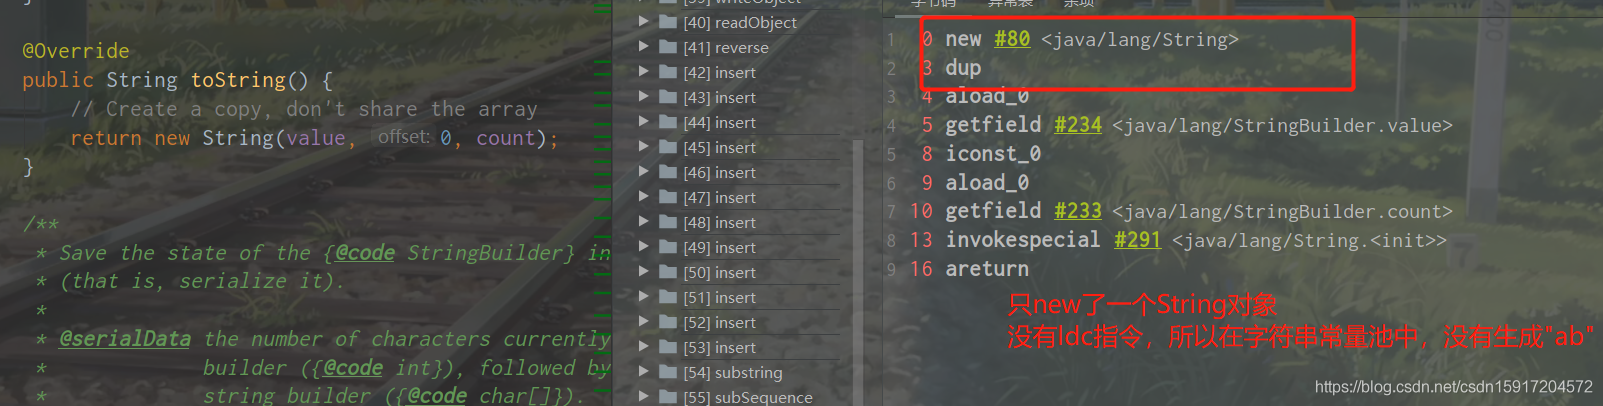 }
@Override
public String toString() {
// Create a copy, don't share the array
return new String(value, offset: 0, count);
}
/**
* Save the state of the {@code StringBuilder} in
* (that is, serialize it).
*
* @serialData the number of characters currently
* builder ({@code int}), followed by
* string builder ({@code char[]}).
[39] writeObject
[40] readObject
[41] reverse
[42] insert
[43] insert
[44] insert
[45] insert
[46] insert
[47] insert
[48] insert
[49] insert
[50] insert
[51] insert
[52] insert
[53] insert
[54] substring
[55] subSequence
字节码 异常表 杂项
1 0 new #80 <java/lang/String>
2 3 dup
3 4 aload_0
4 5 getfield #234 <java/lang/StringBuilder.value>
5 8 iconst_0
6 9 aload_0
7 10 getfield #233 <java/lang/StringBuilder.count>
8 13 invokespecial #291 <java/lang/String.<init>>
9 16 areturn
只new了一个String对象
没有ldc指令，所以在字符串常量池中，没有生成"ab"
https://blog.csdn.net/csdn15917204572